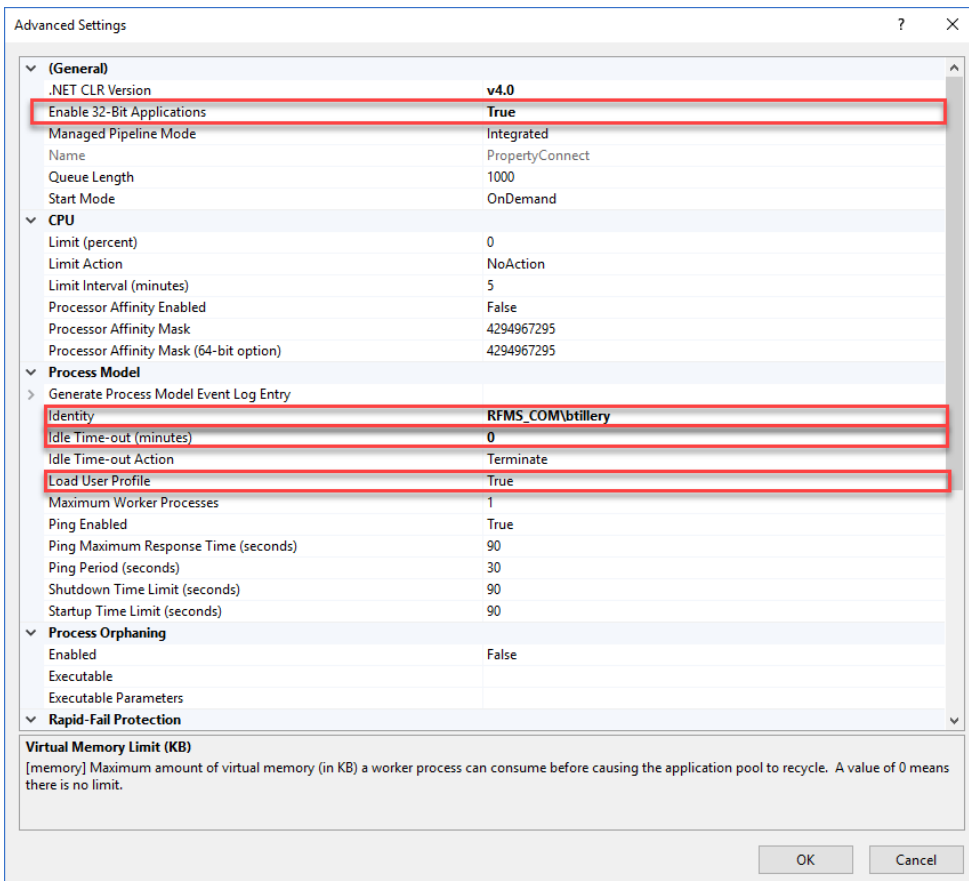 Advanced Settings
(General)
.NET CLR Version v4.0
Enable 32-Bit Applications True
Managed Pipeline Mode Integrated
Name PropertyConnect
Queue Length 1000
Start Mode OnDemand
CPU
Limit (percent) 0
Limit Action NoAction
Limit Interval (minutes) 5
Processor Affinity Enabled False
Processor Affinity Mask 4294967295
Processor Affinity Mask (64-bit option) 4294967295
Process Model
Generate Process Model Event Log Entry
Identity RFMS_COM\btillery
Idle Time-out (minutes) 0
Idle Time-out Action Terminate
Load User Profile True
Maximum Worker Processes 1
Ping Enabled True
Ping Maximum Response Time (seconds) 90
Ping Period (seconds) 30
Shutdown Time Limit (seconds) 90
Startup Time Limit (seconds) 90
Process Orphaning
Enabled False
Executable
Executable Parameters
Rapid-Fail Protection
Virtual Memory Limit (KB)
[memory] Maximum amount of virtual memory (in KB) a worker process can consume before causing the application pool to recycle. A value of 0 means
there is no limit.
OK Cancel